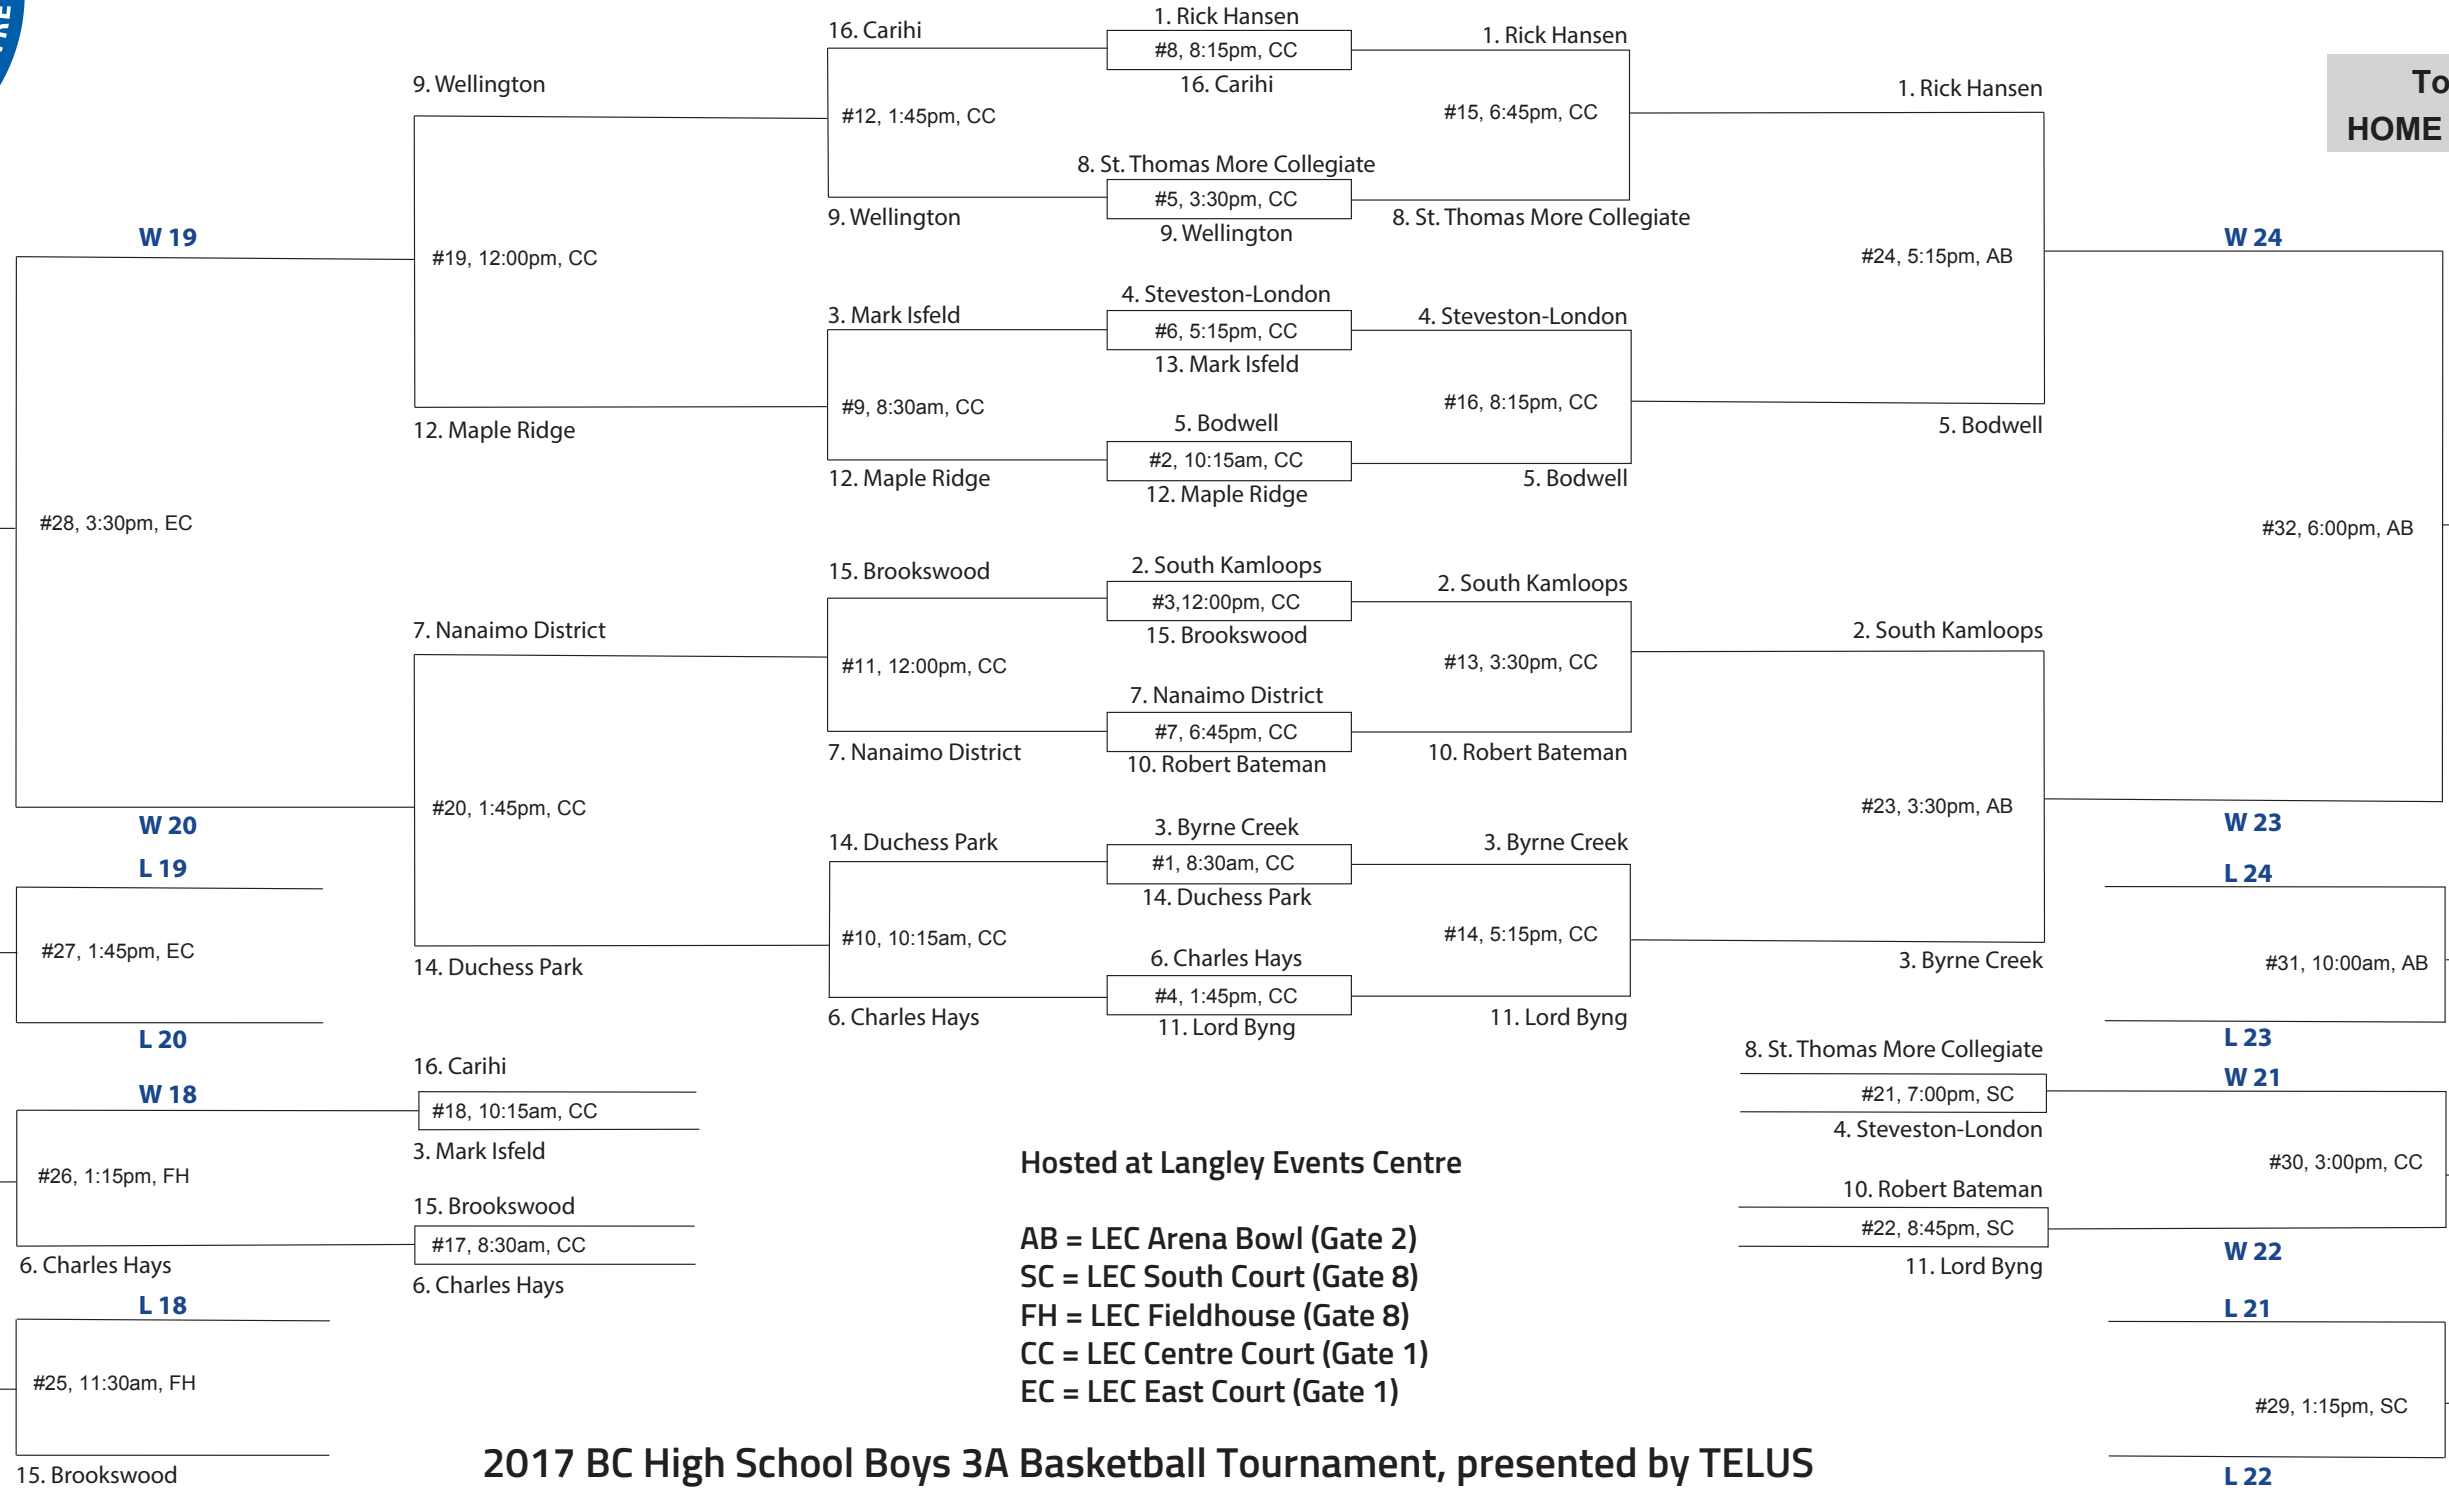 1. Rick Hansen
16. Carihi
#8, 8:15pm, CC
1. Rick Hansen
9. Wellington
16. Carihi
1. Rick Hansen
To
HOME
#12, 1:45pm, CC
#15, 6:45pm, CC
8. St. Thomas More Collegiate
#5, 3:30pm, CC
9. Wellington
8. St. Thomas More Collegiate
9. Wellington
W 19
W 24
#19, 12:00pm, CC
#24, 5:15pm, AB
4. Steveston-London
3. Mark Isfeld
#6, 5:15pm, CC
4. Steveston-London
13. Mark Isfeld
#9, 8:30am, CC
#16, 8:15pm, CC
5. Bodwell
12. Maple Ridge
5. Bodwell
#2, 10:15am, CC
12. Maple Ridge
5. Bodwell
12. Maple Ridge
#28, 3:30pm, EC
#32, 6:00pm, AB
15. Brookswood
2. South Kamloops
2. South Kamloops
#3,12:00pm, CC
15. Brookswood
7. Nanaimo District
2. South Kamloops
#11, 12:00pm, CC
#13, 3:30pm, CC
7. Nanaimo District
#7, 6:45pm, CC
7. Nanaimo District
10. Robert Bateman
10. Robert Bateman
#20, 1:45pm, CC
#23, 3:30pm, AB
W 20
W 23
3. Byrne Creek
14. Duchess Park
3. Byrne Creek
#1, 8:30am, CC
14. Duchess Park
L 19
L 24
#10, 10:15am, CC
#14, 5:15pm, CC
#27, 1:45pm, EC
6. Charles Hays
14. Duchess Park
3. Byrne Creek
#31, 10:00am, AB
#4, 1:45pm, CC
6. Charles Hays
11. Lord Byng
11. Lord Byng
L 20
L 23
16. Carihi
8. St. Thomas More Collegiate
W 18
W 21
#18, 10:15am, CC
#21, 7:00pm, SC
3. Mark Isfeld
4. Steveston-London
#26, 1:15pm, FH
#30, 3:00pm, CC
15. Brookswood
10. Robert Bateman
#17, 8:30am, CC
#22, 8:45pm, SC
6. Charles Hays
6. Charles Hays
11. Lord Byng
W 22
L 18
L 21
#25, 11:30am, FH
#29, 1:15pm, SC
15. Brookswood
L 22
Hosted at Langley Events Centre
AB = LEC Arena Bowl (Gate 2)
SC = LEC South Court (Gate 8)
FH = LEC Fieldhouse (Gate 8)
CC = LEC Centre Court (Gate 1)
EC = LEC East Court (Gate 1)
2017 BC High School Boys 3A Basketball Tournament, presented by TELUS